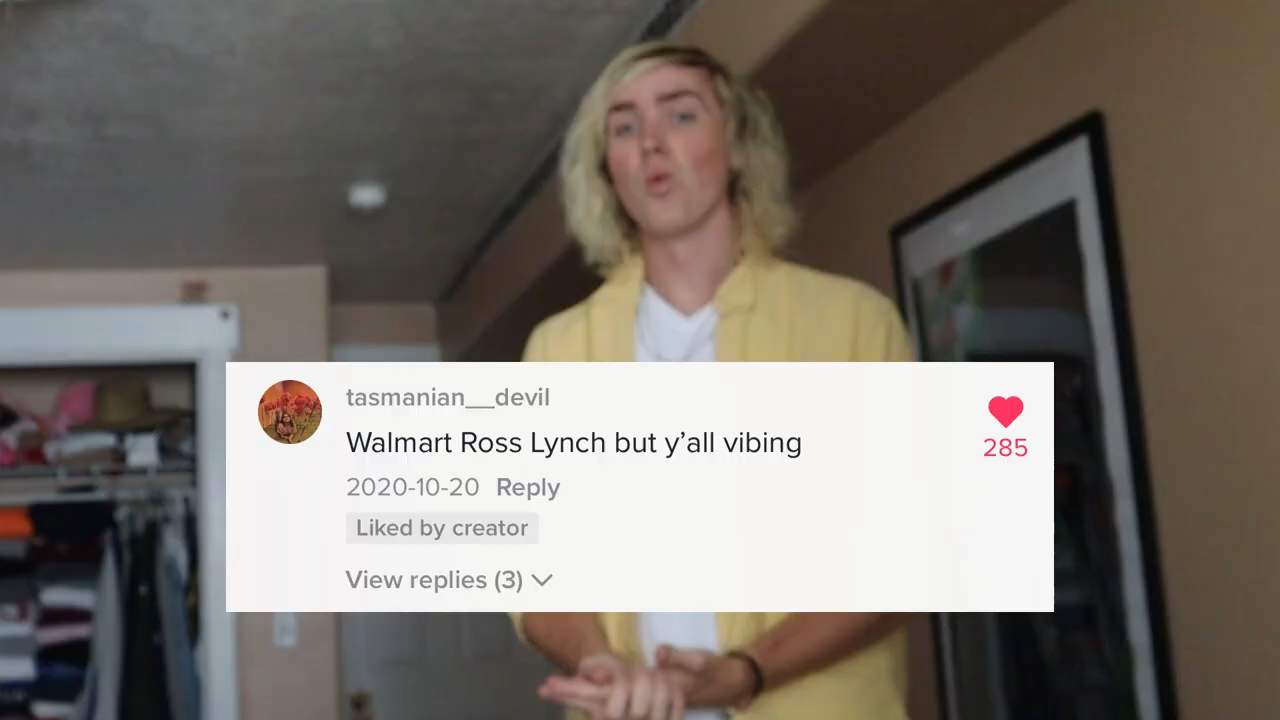 tasmanian__devil
Walmart Ross Lynch but y’all vibing
285
2020-10-20 Reply
Liked by creator
View replies (3)